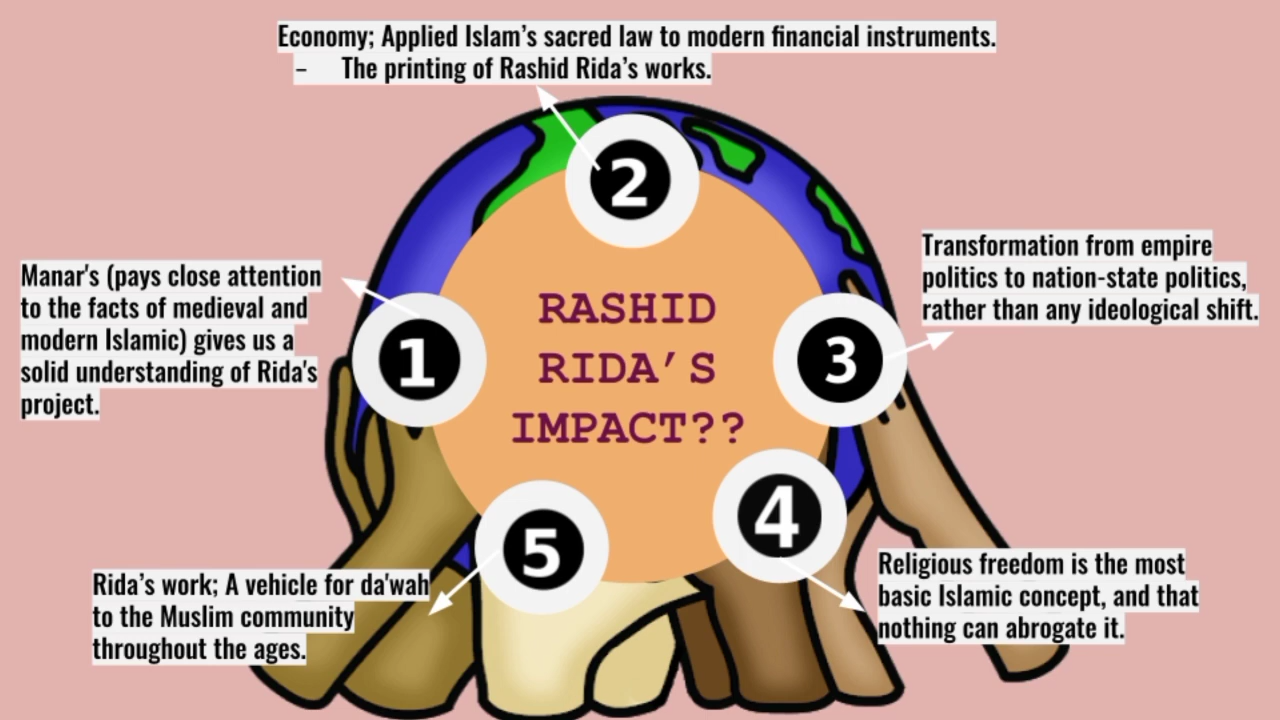 Economy; Applied Islam’s sacred law to modern financial instruments.
– The printing of Rashid Rida’s works.
2
Manar's (pays close attention
to the facts of medieval and
modern Islamic) gives us a
solid understanding of Rida's
project.
1
RASHID
RIDA’S
IMPACT??
3
Transformation from empire
politics to nation-state politics,
rather than any ideological shift.
4
Religious freedom is the most
basic Islamic concept, and that
nothing can abrogate it.
5
Rida’s work; A vehicle for da'wah
to the Muslim community
throughout the ages.